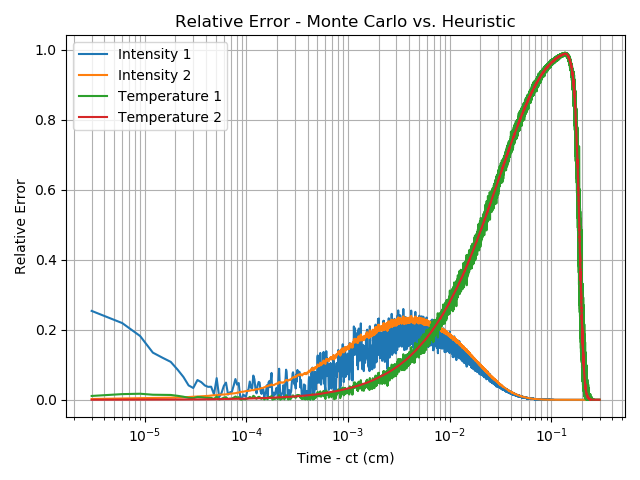 Relative Error - Monte Carlo vs. Heuristic
Intensity 1
Intensity 2
Temperature 1
Temperature 2
Relative Error
1.0
0.8
0.6
0.4
0.2
0.0
10⁻⁵ 10⁻⁴ 10⁻³ 10⁻² 10⁻¹
Time - ct (cm)